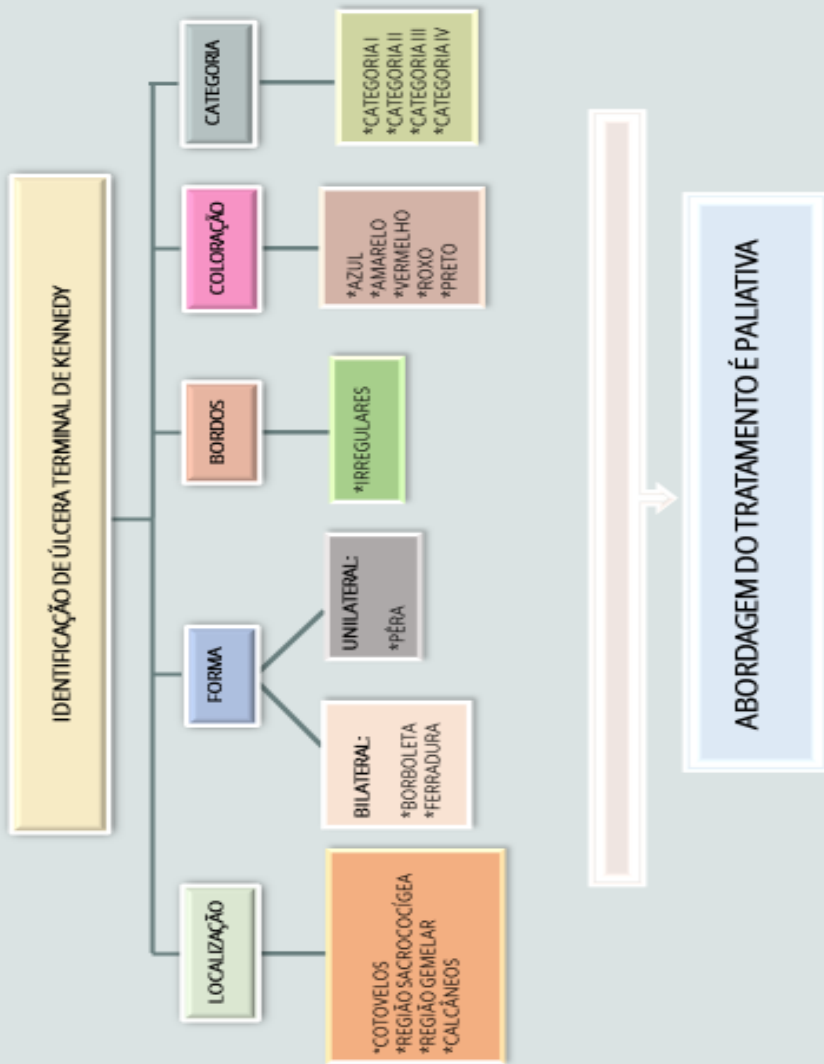 IDENTIFICAÇÃO DE ÚLCERA TERMINAL DE KENNEDY
LOCALIZAÇÃO
*COTOVELOS
*REGIÃO SACROCOCÍGEA
*REGIÃO GEMELAR
*CALCÂNEOS
FORMA
BILATERAL:
*BORBOLETA
*FERRADURA
UNILATERAL:
*PÊRA
BORDOS
*IRREGULARES
COLORAÇÃO
*AZUL
*AMARELO
*VERMELHO
*ROXO
*PRETO
CATEGORIA
*CATEGORIA I
*CATEGORIA II
*CATEGORIA III
*CATEGORIA IV
ABORDAGEM DO TRATAMENTO É PALIATIVA